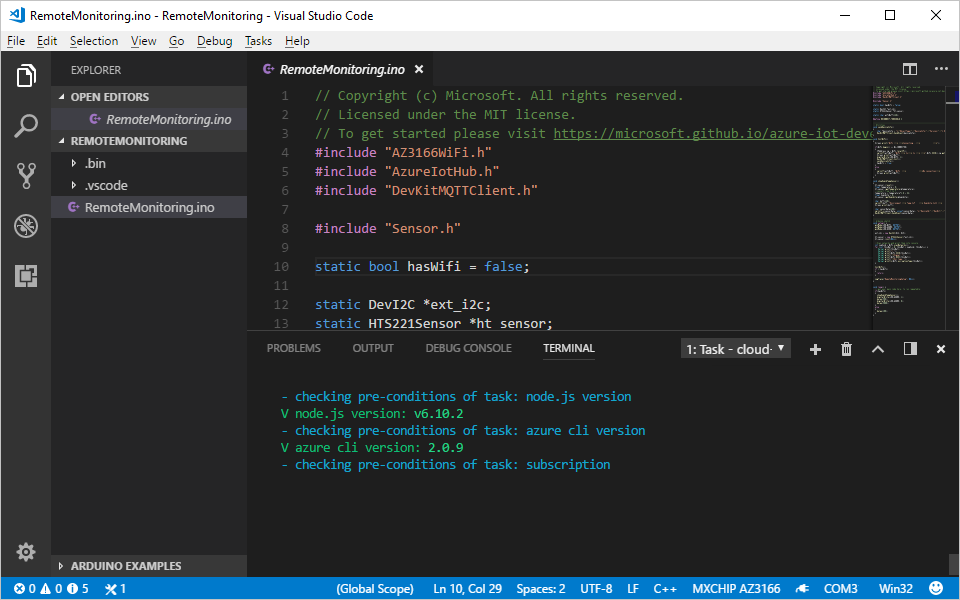 RemoteMonitoring.ino - RemoteMonitoring - Visual Studio Code
File Edit Selection View Go Debug Tasks Help
EXPLORER
OPEN EDITORS
RemoteMonitoring.ino
REMOTEMONITORING
.bin
.vscode
RemoteMonitoring.ino
ARDUINO EXAMPLES
RemoteMonitoring.ino
1 // Copyright (c) Microsoft. All rights reserved.
2 // Licensed under the MIT license.
3 // To get started please visit https://microsoft.github.io/azure-iot-deve
4 #include "AZ3166WiFi.h"
5 #include "AzureIotHub.h"
6 #include "DevKitMQTTClient.h"
7
8 #include "Sensor.h"
9
10 static bool hasWifi = false;
11
12 static DevI2C *ext_i2c;
13 static HTS221Sensor *ht_sensor;
PROBLEMS OUTPUT DEBUG CONSOLE TERMINAL 1: Task - cloud-
- checking pre-conditions of task: node.js version
V node.js version: v6.10.2
- checking pre-conditions of task: azure cli version
V azure cli version: 2.0.9
- checking pre-conditions of task: subscription
0 0 5 1 (Global Scope) Ln 10, Col 29 Spaces: 2 UTF-8 LF C++ MXCHIP AZ3166 COM3 Win32